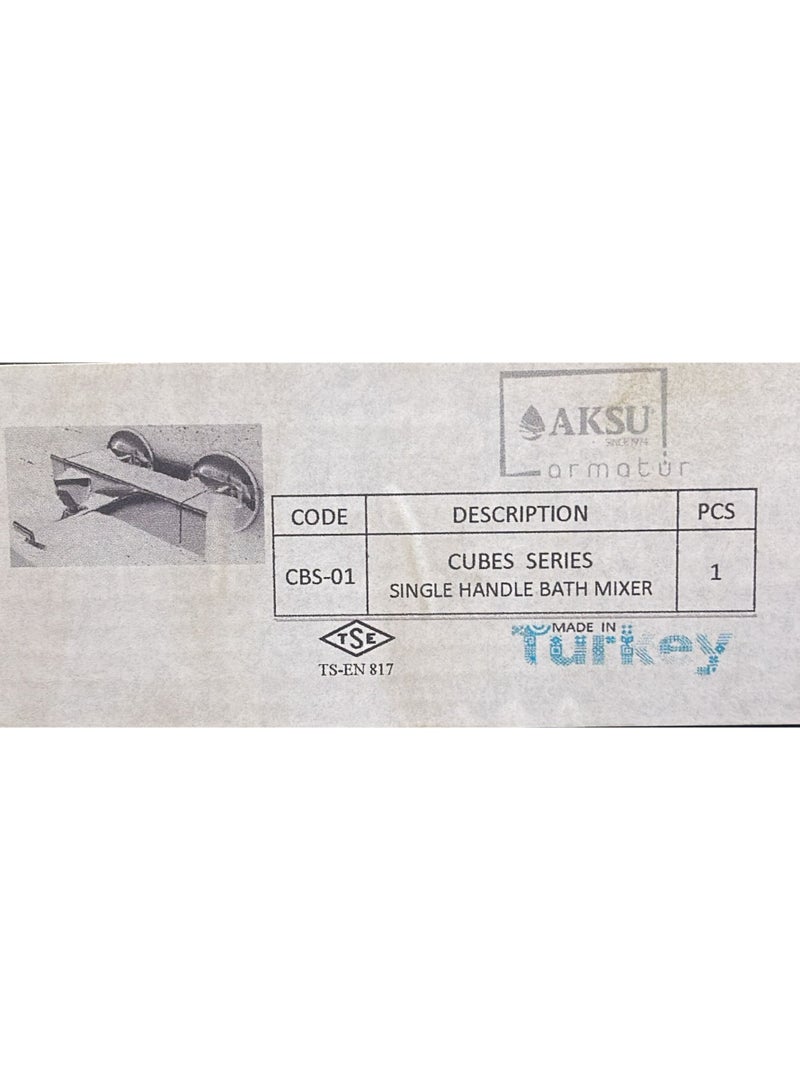 AKSU
SINCE 1974
armatür
CODE DESCRIPTION PCS
CBS-01 CUBES SERIES SINGLE HANDLE BATH MIXER 1
TSE
TS-EN 817
MADE IN
Turkey